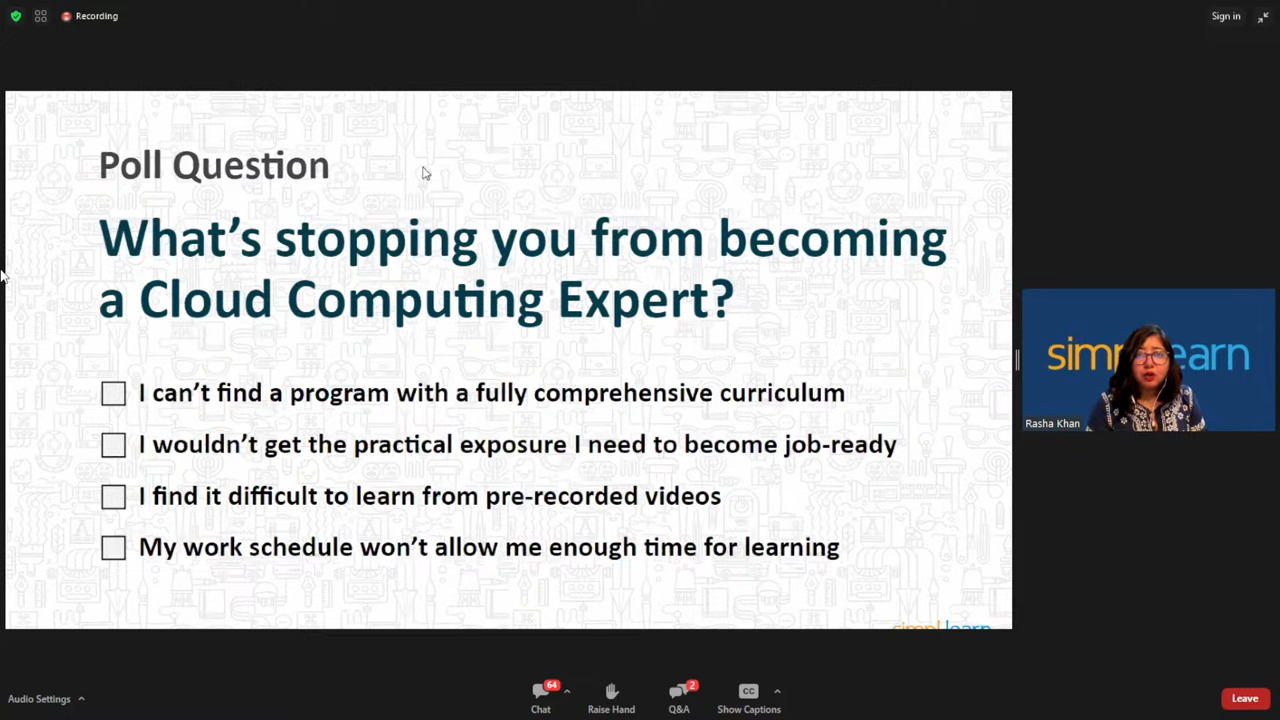 Recording
Sign in
Poll Question
What's stopping you from becoming
a Cloud Computing Expert?
I can't find a program with a fully comprehensive curriculum
I wouldn't get the practical exposure I need to become job-ready
I find it difficult to learn from pre-recorded videos
My work schedule won't allow me enough time for learning
simplilearn
Rasha Khan
Audio Settings
64
Chat
Raise Hand
2
Q&A
CC
Show Captions
Leave